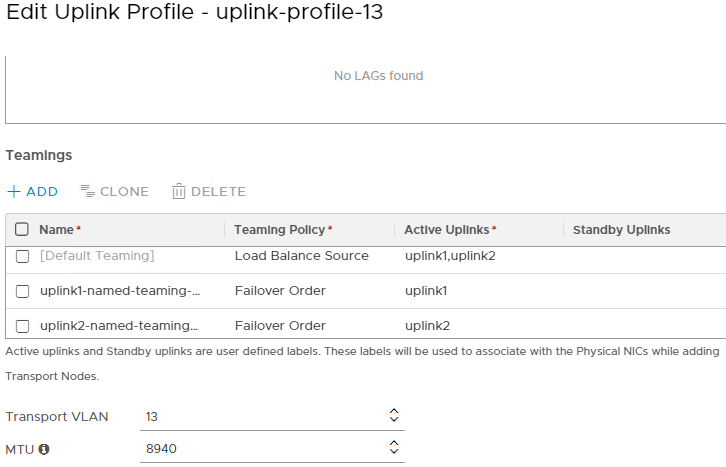 Edit Uplink Profile - uplink-profile-13
No LAGs found
Teamings
+ ADD CLONE DELETE
Name* Teaming Policy* Active Uplinks* Standby Uplinks
[Default Teaming] Load Balance Source uplink1,uplink2
uplink1-named-teaming-... Failover Order uplink1
uplink2-named-teaming... Failover Order uplink2
Active uplinks and Standby uplinks are user defined labels. These labels will be used to associate with the Physical NICs while adding
Transport Nodes.
Transport VLAN 13
MTU 8940